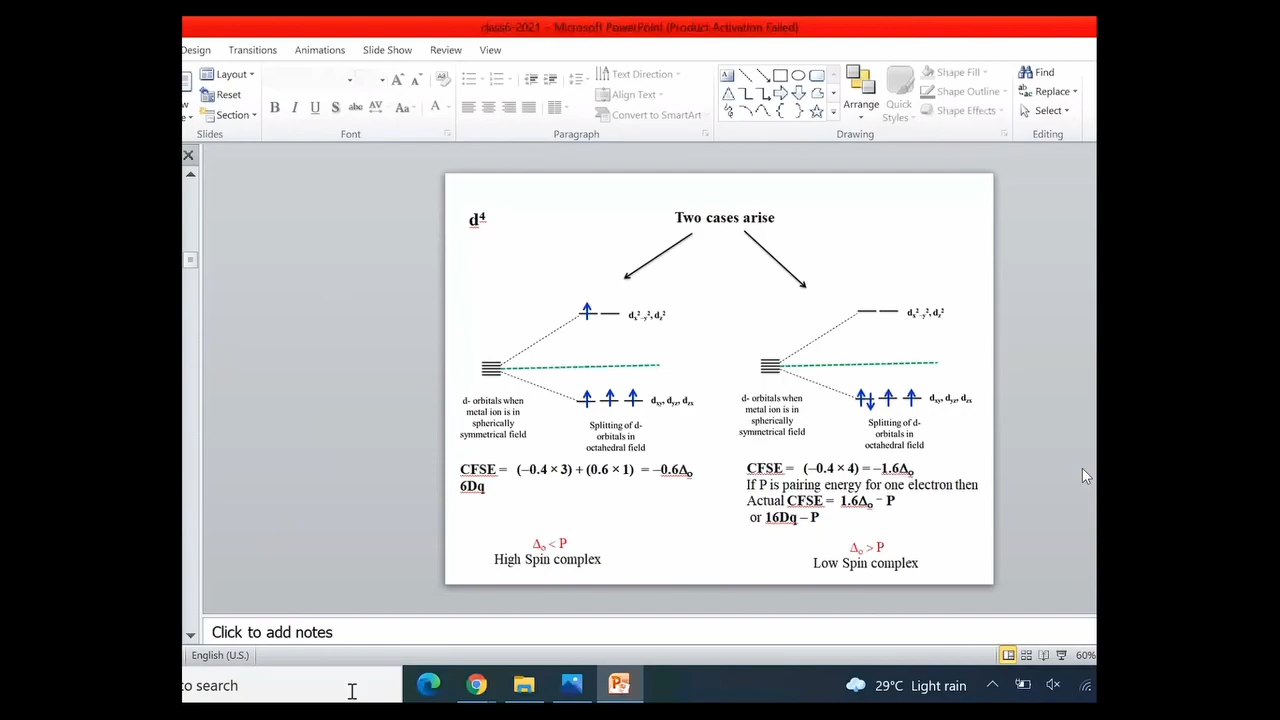 class6-2021 - Microsoft PowerPoint (Product Activation Failed)
Design Transitions Animations Slide Show Review View
Layout
Reset
Section
Slides
B I U S abc AV Aa A
Font
Text Direction
Align Text
Convert to SmartArt
Paragraph
Arrange
Quick Styles
Shape Fill
Shape Outline
Shape Effects
Drawing
Find
Replace
Select
Editing
d⁴
Two cases arise
dx²-y², dz²
dxy, dyz, dzx
d- orbitals when
metal ion is in
spherically
symmetrical field
Splitting of d-
orbitals in
octahedral field
CFSE = (–0.4 × 3) + (0.6 × 1) = –0.6Δo
6Dq
Δo < P
High Spin complex
dx²-y², dz²
dxy, dyz, dzx
d- orbitals when
metal ion is in
spherically
symmetrical field
Splitting of d-
orbitals in
octahedral field
CFSE = (–0.4 × 4) = –1.6Δo
If P is pairing energy for one electron then
Actual CFSE = 1.6Δo – P
or 16Dq – P
Δo > P
Low Spin complex
Click to add notes
English (U.S.)
60%
to search
29°C Light rain